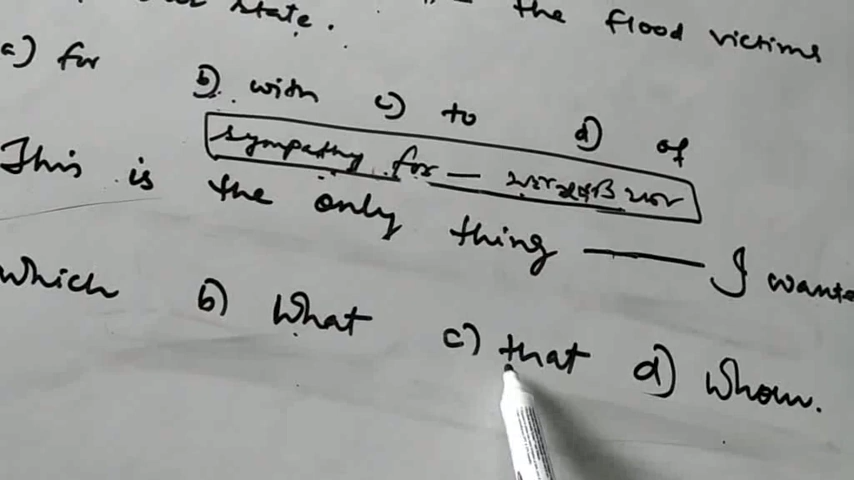 state. the flood victims
a) for b) with c) to d) of
sympathy for —
This is the only thing ——— I
which b) What c) that d) Whom.